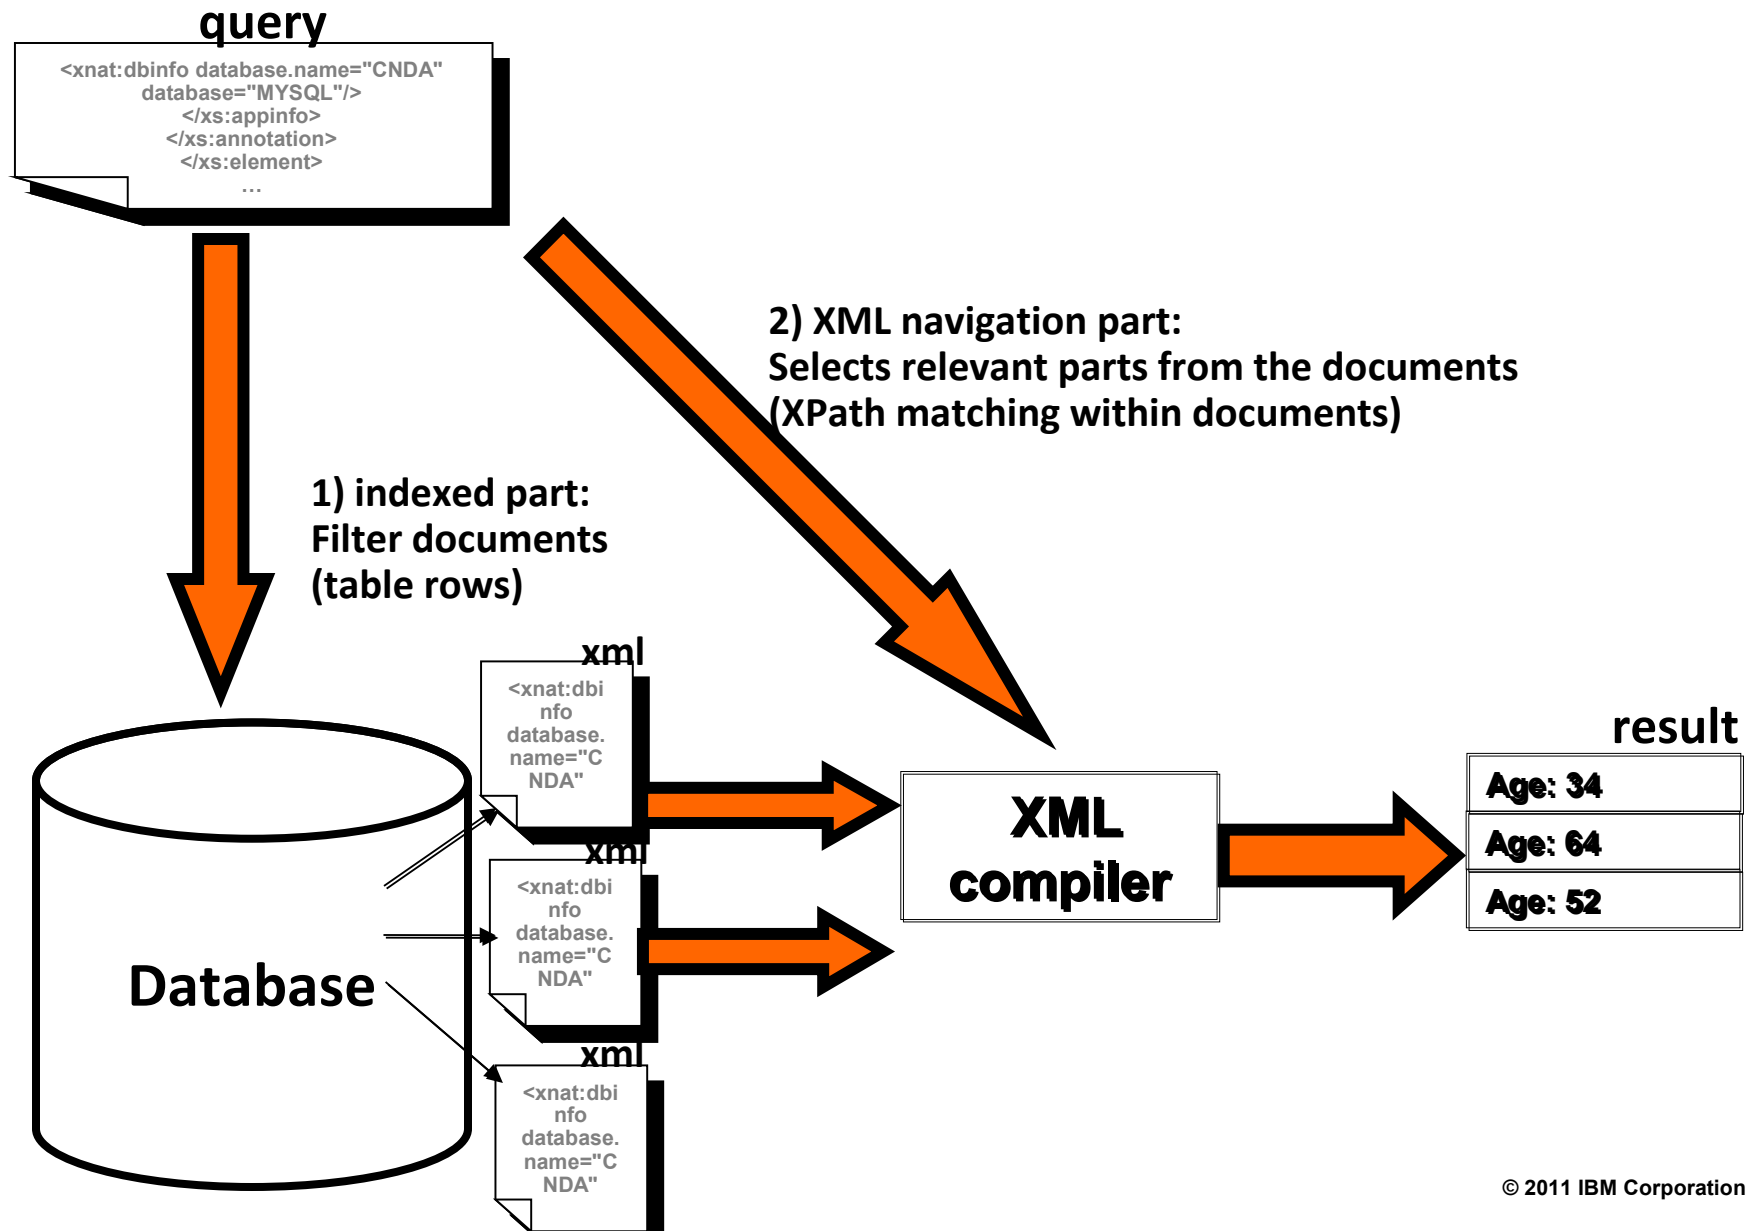 query
<xnat:dbinfo database.name="CNDA"
database="MYSQL"/>
</xs:appinfo>
</xs:annotation>
</xs:element>
...
2) XML navigation part:
Selects relevant parts from the documents
(XPath matching within documents)
1) indexed part:
Filter documents
(table rows)
xml
<xnat:dbi
nfo
database.
name="C
NDA"
xml
<xnat:dbi
nfo
database.
name="C
NDA"
xml
<xnat:dbi
nfo
database.
name="C
NDA"
Database
XML
compiler
result
Age: 34
Age: 64
Age: 52
© 2011 IBM Corporation